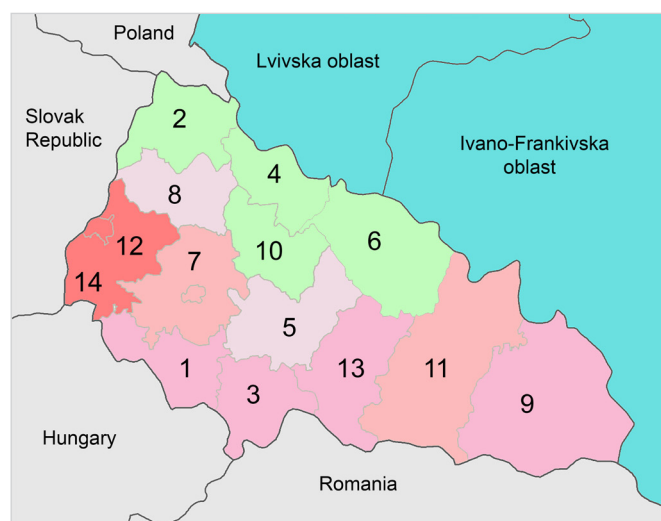 Poland
Lvivska oblast
Slovak
Republic
2
Ivano-Frankivska
oblast
4
8
12
10
6
7
14
5
1
13
11
3
9
Hungary
Romania